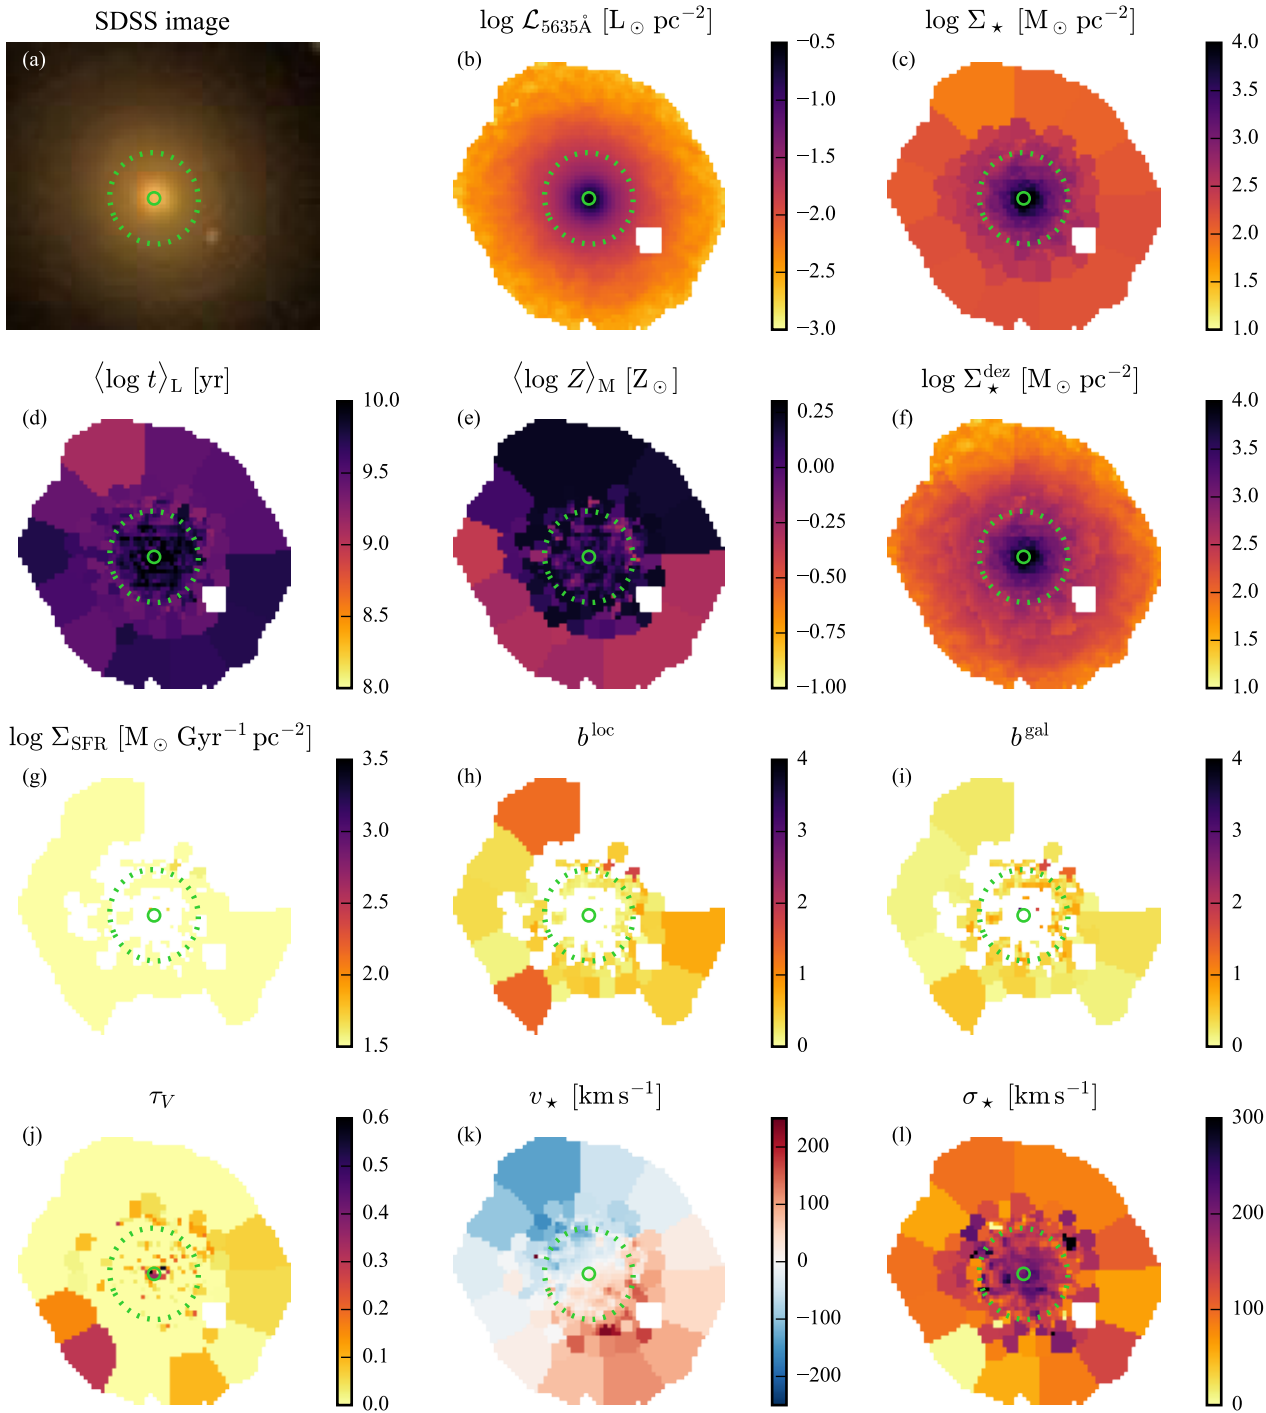 SDSS image
log ℒ₅₆₃₅Å [L⊙ pc⁻²]
log Σ⋆ [M⊙ pc⁻²]
(a)
(b)
−0.5
−1.0
−1.5
−2.0
−2.5
−3.0
(c)
4.0
3.5
3.0
2.5
2.0
1.5
1.0
⟨log t⟩L [yr]
⟨log Z⟩M [Z⊙]
log Σ⋆ᵈᵉᶻ [M⊙ pc⁻²]
(d)
10.0
9.5
9.0
8.5
8.0
(e)
0.25
0.00
−0.25
−0.50
−0.75
−1.00
(f)
4.0
3.5
3.0
2.5
2.0
1.5
1.0
log ΣSFR [M⊙ Gyr⁻¹ pc⁻²]
bˡᵒᶜ
bᵍᵃˡ
(g)
3.5
3.0
2.5
2.0
1.5
(h)
4
3
2
1
0
(i)
4
3
2
1
0
τV
v⋆ [km s⁻¹]
σ⋆ [km s⁻¹]
(j)
0.6
0.5
0.4
0.3
0.2
0.1
0.0
(k)
200
100
0
−100
−200
(l)
300
200
100
0